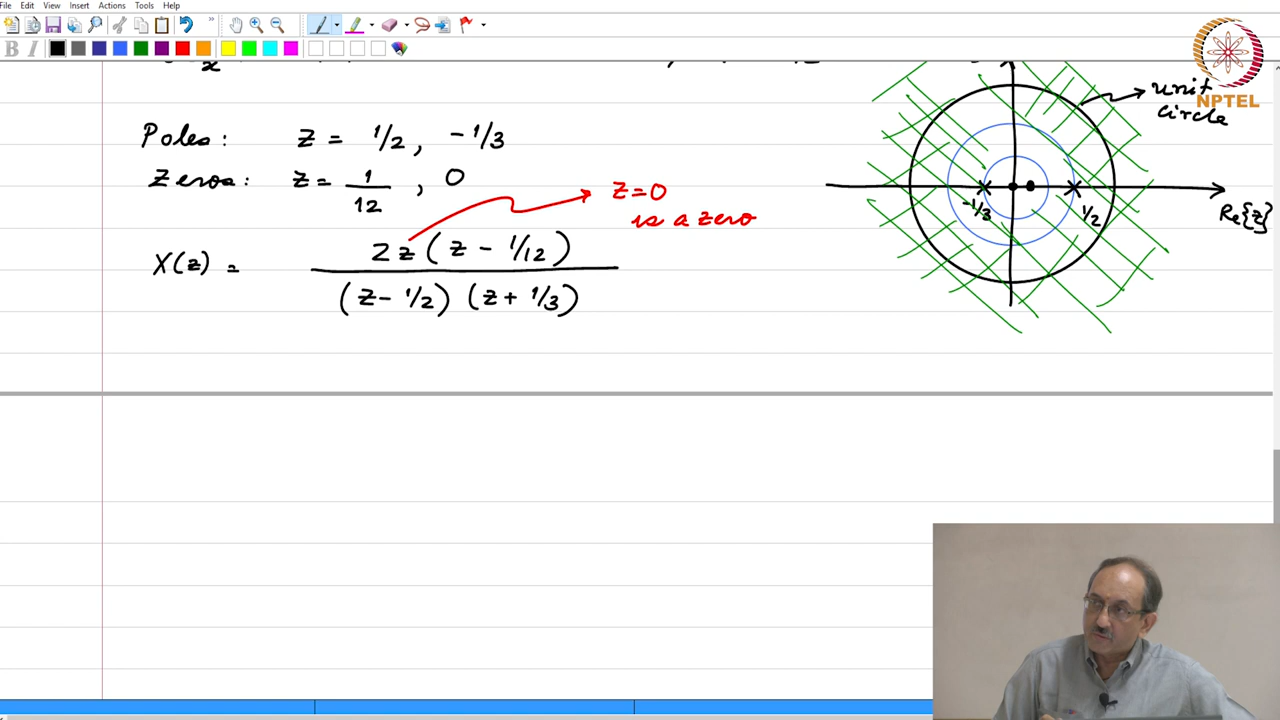 File Edit View Insert Actions Tools Help
B I
NPTEL
unit
circle
Poles: z = 1/2, -1/3
Zeros: z = 1/12, 0
z=0
is a zero
X(z) = 2z(z - 1/12)
(z - 1/2) (z + 1/3)
-1/3
1/2
Re{z}